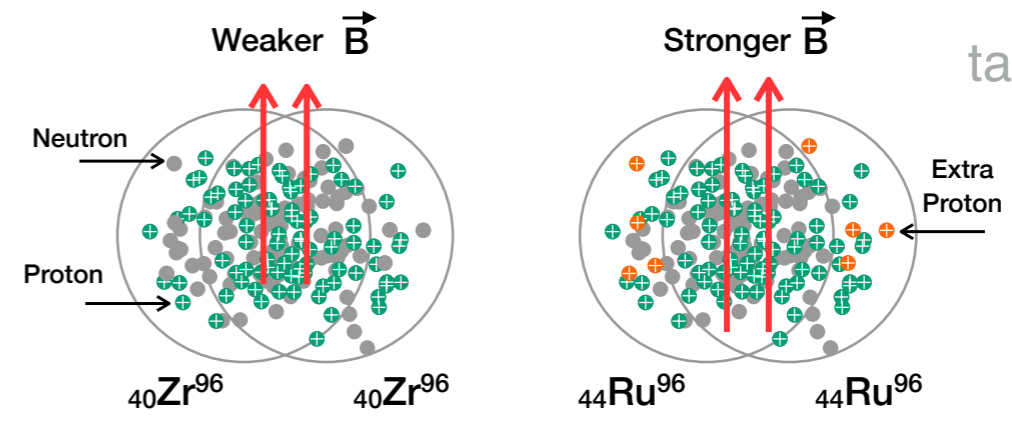 Weaker B
Stronger B
ta
Neutron
Proton
Extra
Proton
₄₀Zr⁹⁶
₄₀Zr⁹⁶
₄₄Ru⁹⁶
₄₄Ru⁹⁶